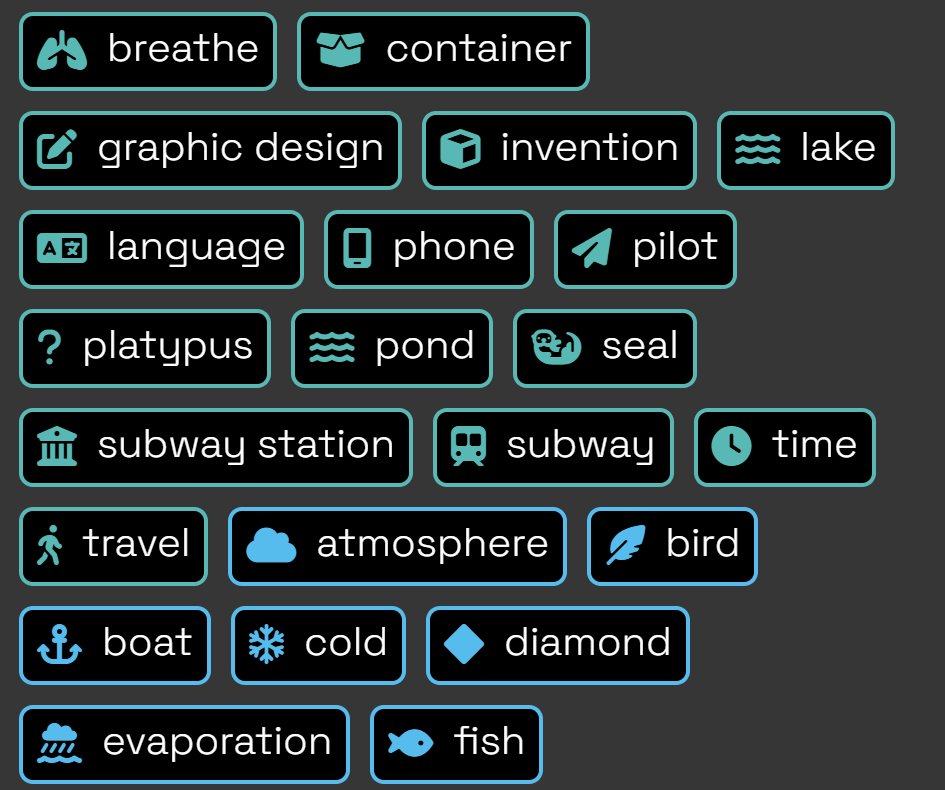 breathe container
graphic design invention lake
language phone pilot
platypus pond seal
subway station subway time
travel atmosphere bird
boat cold diamond
evaporation fish